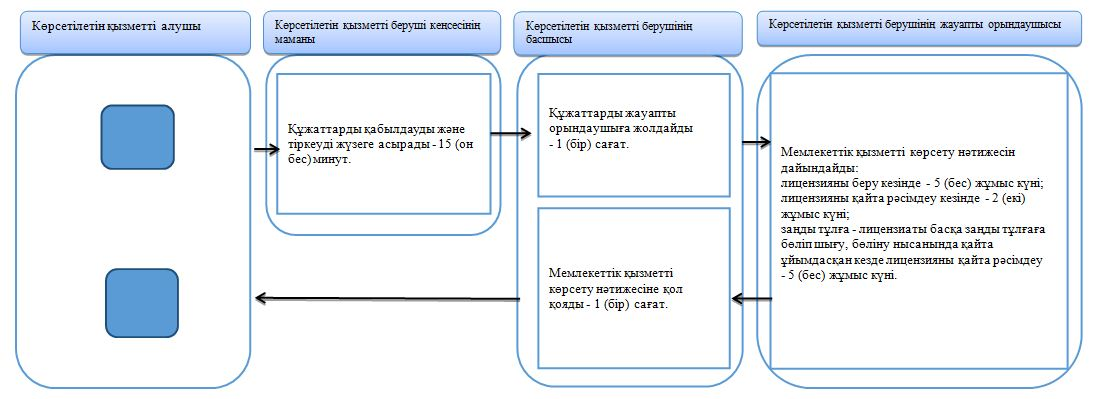 Көрсетілетін қызметті алушы
Көрсетілетін қызметті беруші кеңсесінің
маманы
Көрсетілетін қызметті берушінің
басшысы
Көрсетілетін қызметті берушінің жауапты орындаушысы
Құжаттарды қабылдауды және
тіркеуді жүзеге асырады - 15 (он
бес) минут.
Құжаттарды жауапты
орындаушыға жолдайды
- 1 (бір) сағат.
Мемлекеттік қызметті көрсету нәтижесін
дайындайды:
лицензияны беру кезінде - 5 (бес) жұмыс күні;
лицензияны қайта рәсімдеу кезінде - 2 (екі)
жұмыс күні;
заңды тұлға - лицензиаты басқа заңды тұлғаға
бөліп шығу, бөліну нысанында қайта
ұйымдасқан кезде лицензияны қайта рәсімдеу
- 5 (бес) жұмыс күні.
Мемлекеттік қызметті
көрсету нәтижесіне қол
қояды - 1 (бір) сағат.